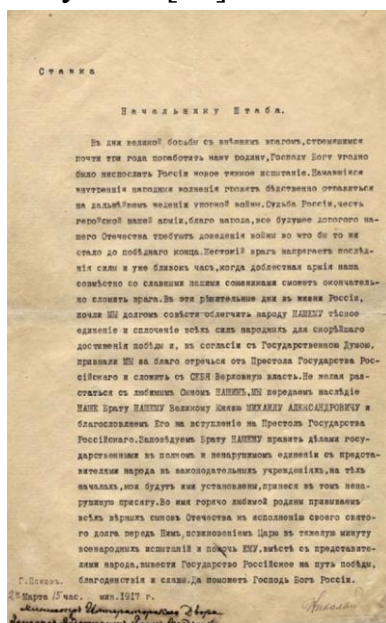 Ставка
Начальнику Штаба.
Въ дни великой борьбы съ внѣшнимъ врагомъ, стремящимся
почти три года поработить нашу родину, Господу Богу угодно
было ниспослать Россіи новое тяжкое испытаніе. Начавшіяся
внутреннія народныя волненія грозятъ бѣдственно отразиться
на дальнѣйшемъ веденіи упорной войны. Судьба Россіи, честь
геройской нашей арміи, благо народа, все будущее дорогого на-
шего Отечества требуютъ доведенія войны во что бы то ни
стало до побѣднаго конца. Жестокій врагъ напрягаетъ послѣд-
нія силы и уже близокъ часъ, когда доблестная армія наша
совмѣстно со славными нашими союзниками сможетъ окончатель-
но сломить врага. Въ эти рѣшительные дни въ жизни Россіи,
почли МЫ долгомъ совѣсти облегчить народу НАШЕМУ тѣсное
единеніе и сплоченіе всѣхъ силъ народныхъ для скорѣйшаго
достиженія побѣды и, въ согласіи съ Государственною Думою,
признали МЫ за благо отречься отъ Престола Государства Рос-
сійскаго и сложить съ СЕБЯ Верховную власть. Не желая раз-
статься съ любимымъ Сыномъ НАШИМЪ, МЫ передаемъ наслѣдіе
НАШЕ Брату НАШЕМУ Великому Князю МИХАИЛУ АЛЕКСАНДРОВИЧУ и
благословляемъ Его на вступленіе на Престолъ Государства
Россійскаго. Заповѣдуемъ Брату НАШЕМУ править дѣлами госу-
дарственными въ полномъ и ненарушимомъ единеніи съ предста-
вителями народа въ законодательныхъ учрежденіяхъ, на тѣхъ
началахъ, кои будутъ ими установлены, принеся въ томъ нена-
рушимую присягу. Во имя горячо любимой родины призываемъ
всѣхъ вѣрныхъ сыновъ Отечества къ исполненію своего свято-
го долга передъ Нимъ, повиновеніемъ Царю въ тяжелую минуту
всенародныхъ испытаній и помочь ЕМУ, вмѣстѣ съ представите-
лями народа, вывести Государство Россійское на путь побѣды,
благоденствія и славы. Да поможетъ Господь Богъ Россіи.
Г. Псковъ.
2го Марта 15 час. мин. 1917 г.
Николай
Министръ Императорскаго Двора